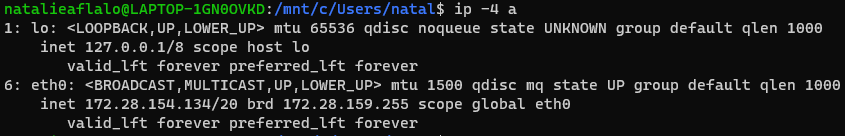 natalieaflalo@LAPTOP-1GN0OVKD:/mnt/c/Users/natal$ ip -4 a
1: lo: <LOOPBACK,UP,LOWER_UP> mtu 65536 qdisc noqueue state UNKNOWN group default qlen 1000
    inet 127.0.0.1/8 scope host lo
       valid_lft forever preferred_lft forever
6: eth0: <BROADCAST,MULTICAST,UP,LOWER_UP> mtu 1500 qdisc mq state UP group default qlen 1000
    inet 172.28.154.134/20 brd 172.28.159.255 scope global eth0
       valid_lft forever preferred_lft forever